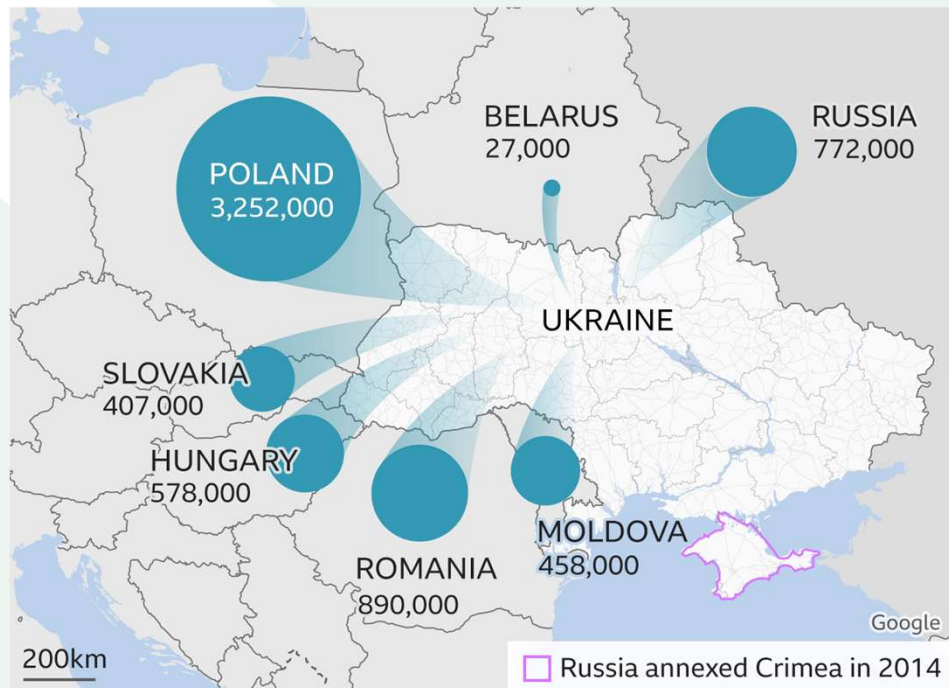 BELARUS
27,000
RUSSIA
772,000
POLAND
3,252,000
UKRAINE
SLOVAKIA
407,000
HUNGARY
578,000
ROMANIA
890,000
MOLDOVA
458,000
Google
200km
Russia annexed Crimea in 2014